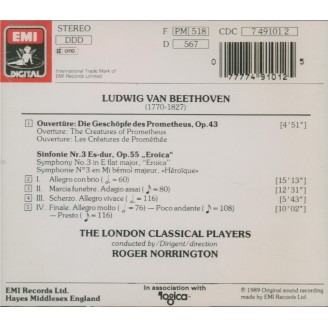 EMI
DIGITAL
STEREO
DDD
F PM 518
D 567
CDC 7 49101 2
0 77774 91012 5
International Trade Mark of
EMI Records Limited
LUDWIG VAN BEETHOVEN
(1770-1827)
1 Ouvertüre: Die Geschöpfe des Prometheus, Op.43 [4'51"]
Overture: The Creatures of Prometheus
Ouverture: Les Créatures de Prométhée
Sinfonie Nr.3 Es-dur, Op.55 „Eroica"
Symphony No.3 in E flat major, "Eroica"
Symphonie N°3 en Mi bémol majeur, «Héroïque»
2 I. Allegro con brio (𝅗𝅥. = 60) [15'13"]
3 II. Marcia funebre. Adagio assai (♪ = 80) [12'31"]
4 III. Scherzo. Allegro vivace (𝅗𝅥. = 116) [5'43"]
5 IV. Finale. Allegro molto (𝅗𝅥 = 76) — Poco andante (♪ = 108) [10'02"]
— Presto (♪ = 116)
THE LONDON CLASSICAL PLAYERS
conducted by/Dirigent/direction
ROGER NORRINGTON
EMI Records Ltd.
Hayes Middlesex England
In association with
logica
℗ 1989 Original sound recording
made by EMI Records Ltd.